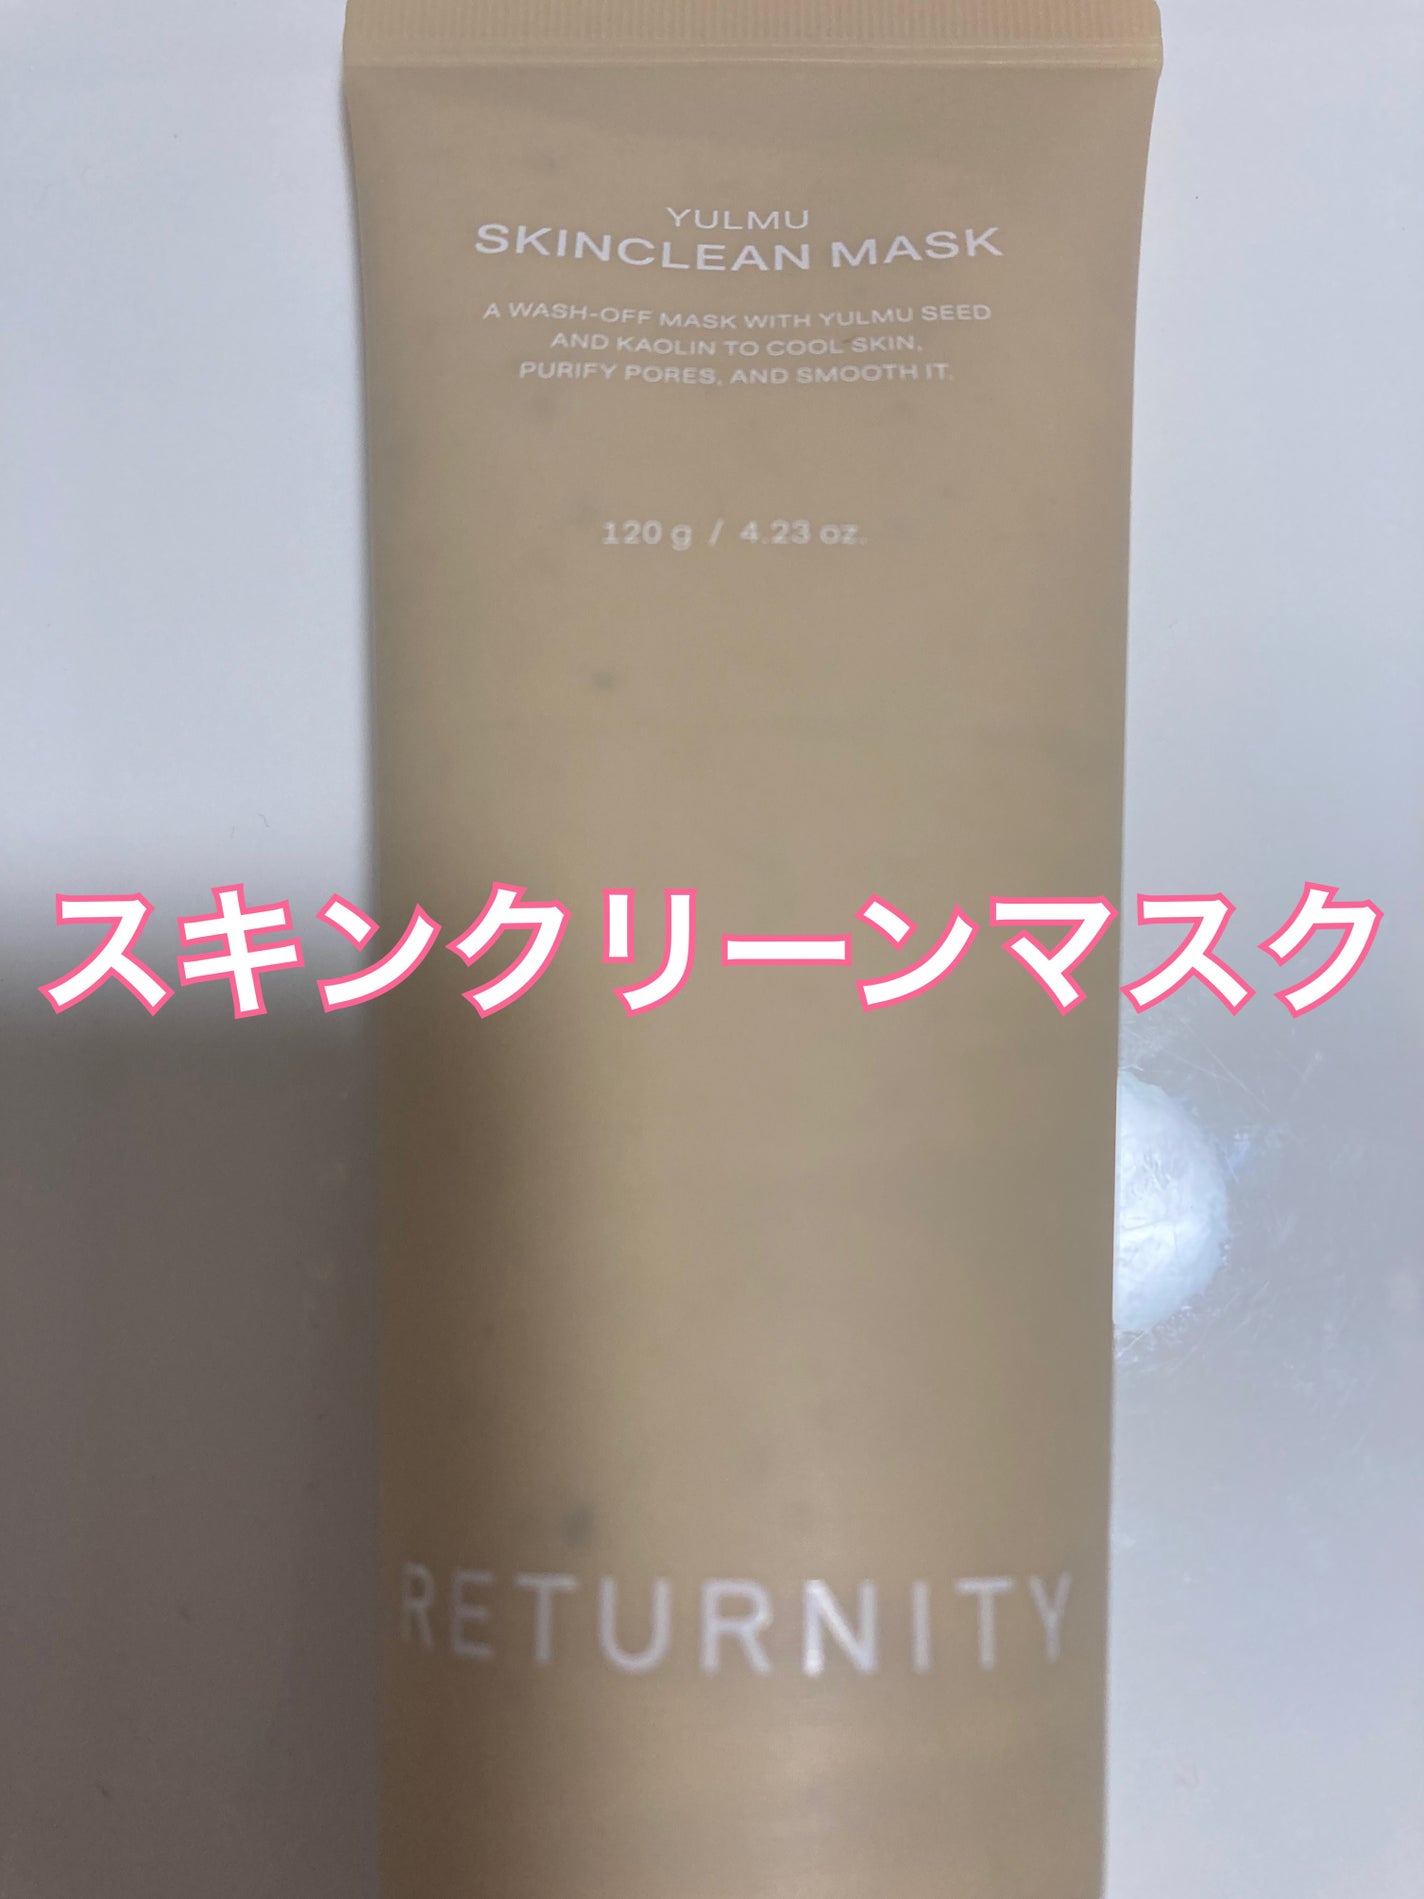 YULMU
SKINCLEAN MASK
A WASH-OFF MASK WITH YULMU SEED
AND KAOLIN TO COOL SKIN,
PURIFY PORES, AND SMOOTH IT.
120 g / 4.23 oz.
スキンクリーンマスク
RETURNITY